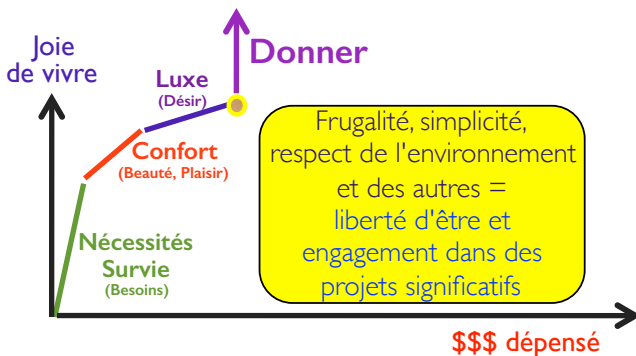 Joie
de vivre
Donner
Luxe
(Désir)
Confort
(Beauté, Plaisir)
Nécessités
Survie
(Besoins)
Frugalité, simplicité,
respect de l'environnement
et des autres =
liberté d'être et
engagement dans des
projets significatifs
$$$ dépensé